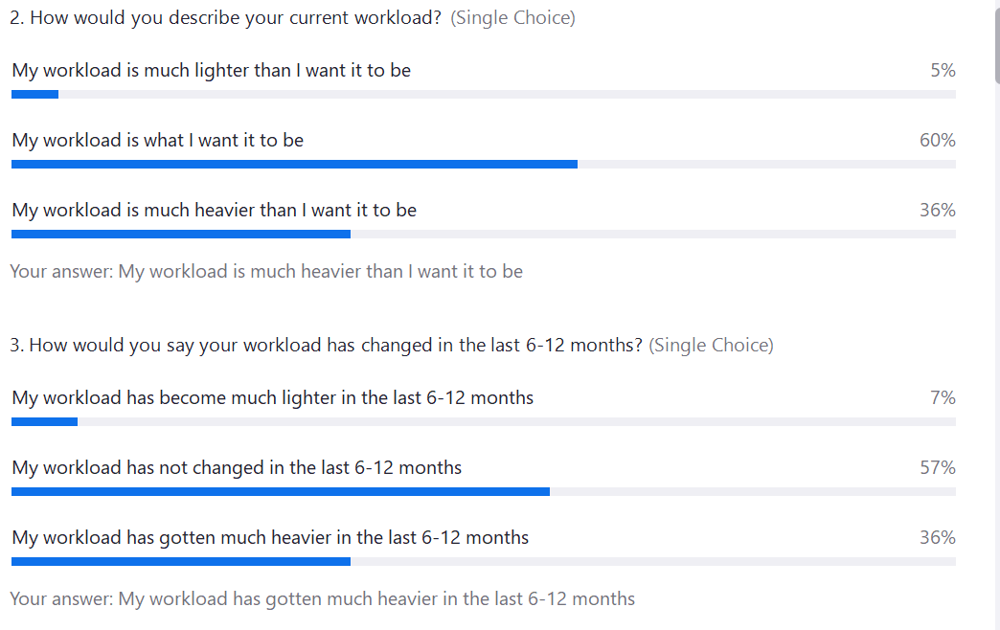 2. How would you describe your current workload? (Single Choice)
My workload is much lighter than I want it to be 5%
My workload is what I want it to be 60%
My workload is much heavier than I want it to be 36%
Your answer: My workload is much heavier than I want it to be
3. How would you say your workload has changed in the last 6-12 months? (Single Choice)
My workload has become much lighter in the last 6-12 months 7%
My workload has not changed in the last 6-12 months 57%
My workload has gotten much heavier in the last 6-12 months 36%
Your answer: My workload has gotten much heavier in the last 6-12 months